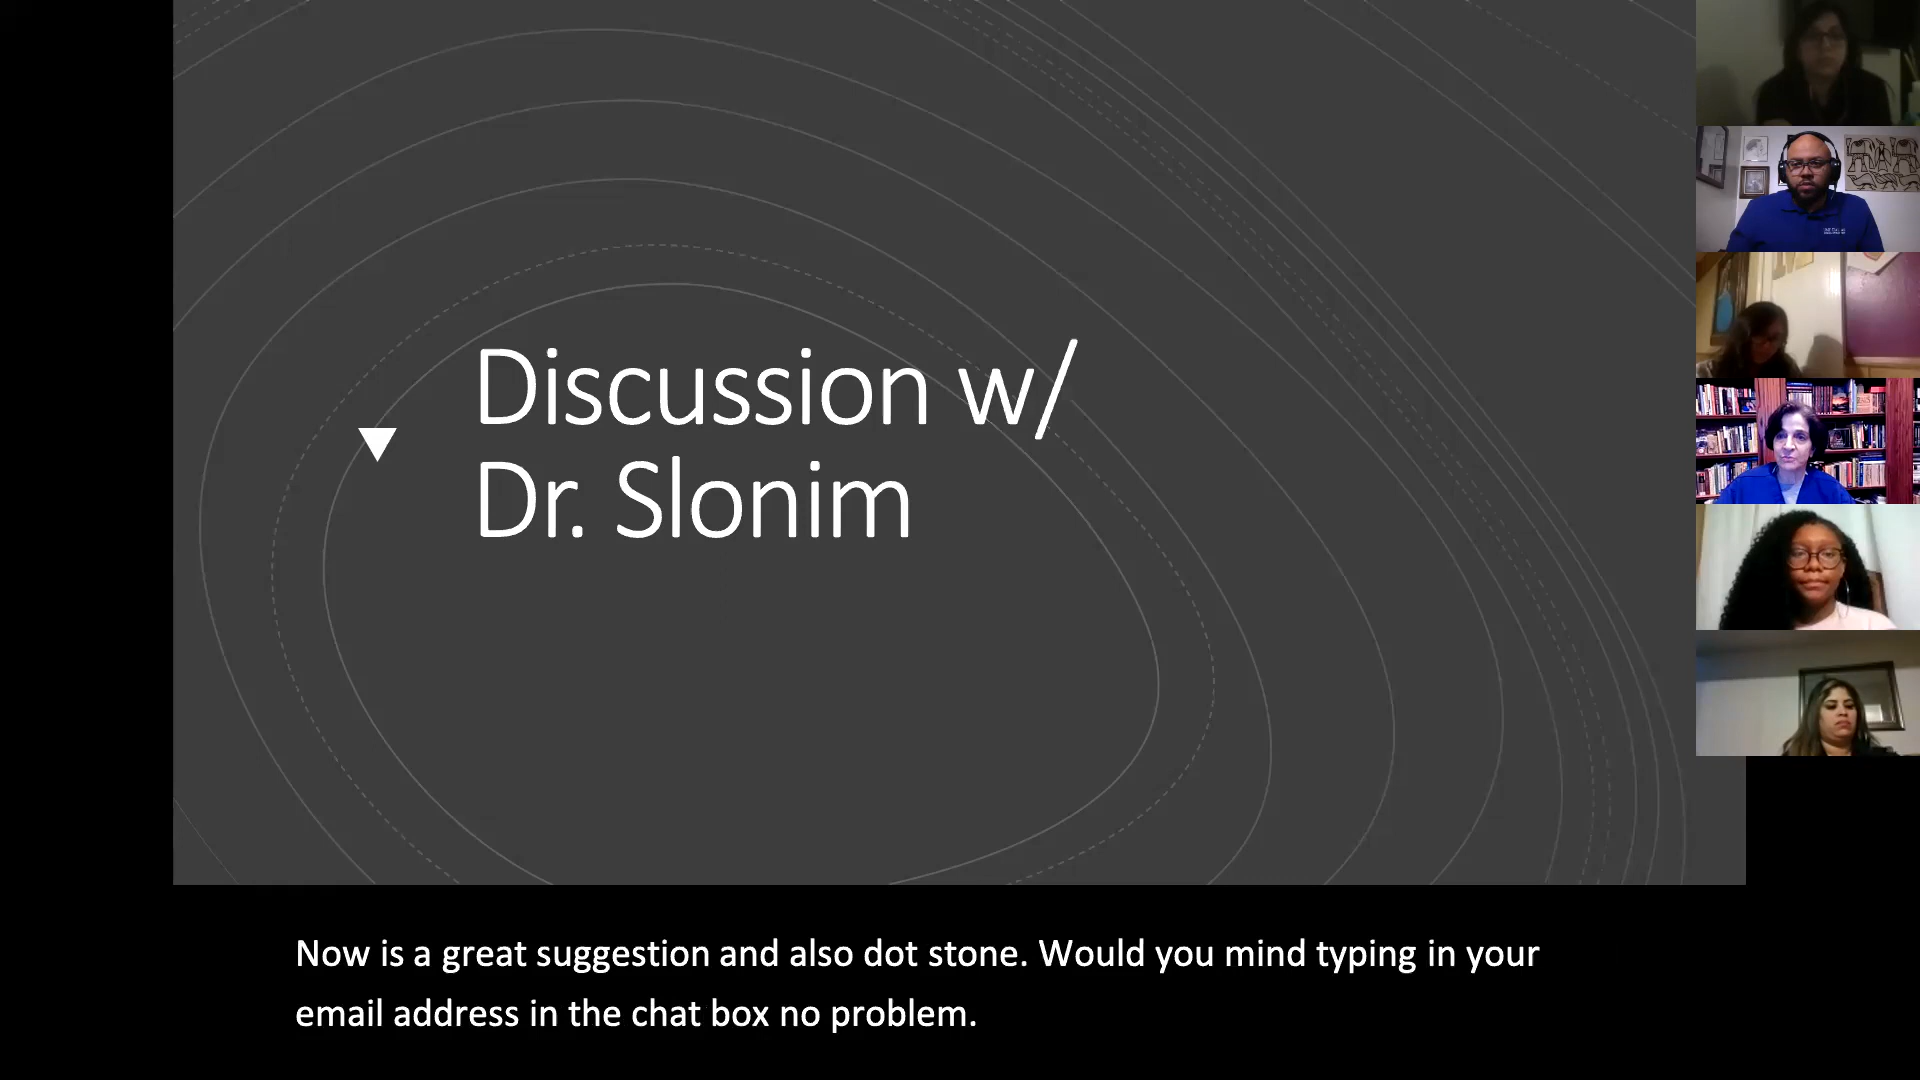 Discussion w/
Dr. Slonim
Now is a great suggestion and also dot stone. Would you mind typing in your
email address in the chat box no problem.